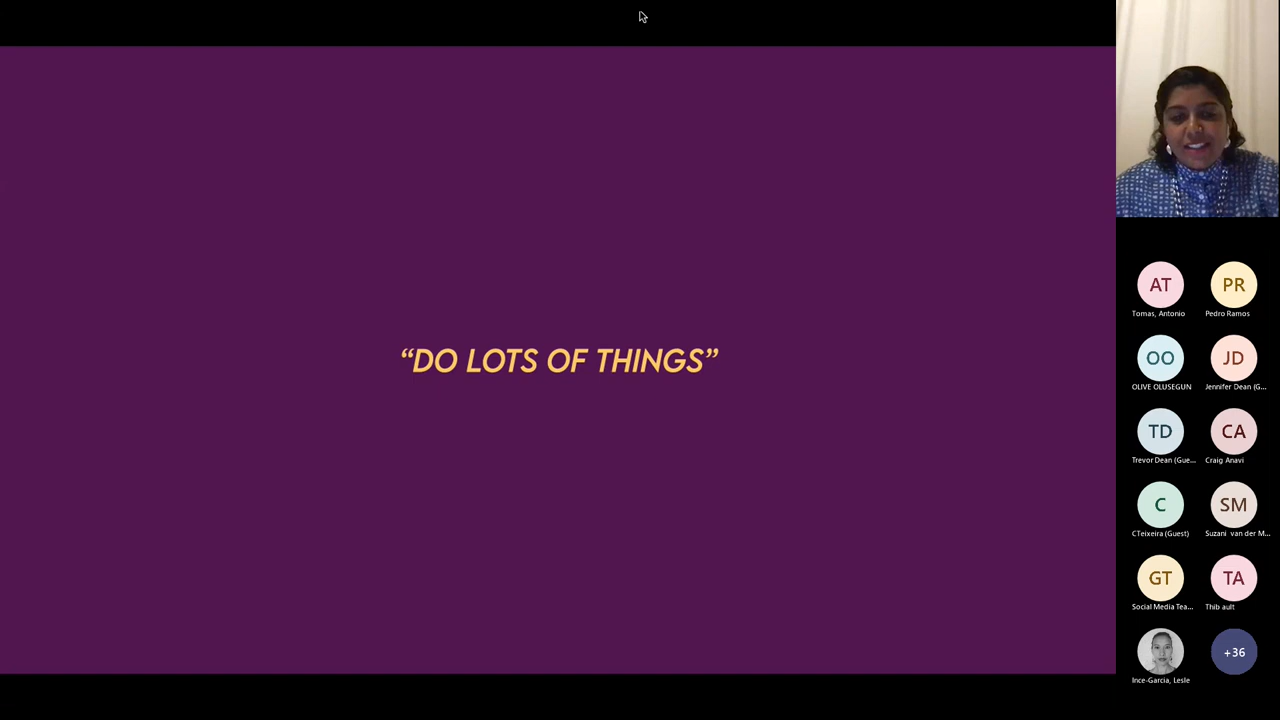 “DO LOTS OF THINGS”
AT
PR
Tomas, Antonio
Pedro Ramos
OO
JD
OLIVE OLUSEGUN
Jennifer Dean (G...
TD
CA
Trevor Dean (Gue...
Craig Anavi
C
SM
CTeixeira (Guest)
Suzani van der M...
GT
TA
Social Media Tea...
Thib ault
+36
Ince-Garcia, Lesle